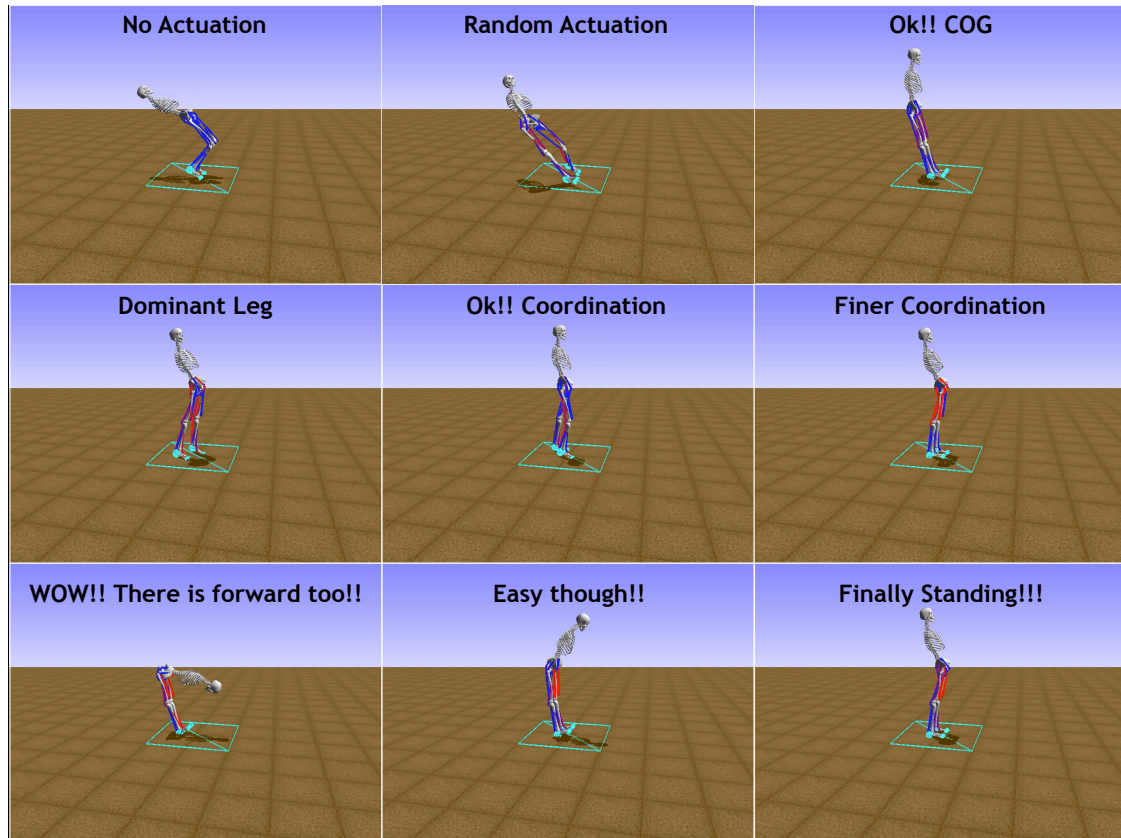 No Actuation
Random Actuation
Ok!! COG
Dominant Leg
Ok!! Coordination
Finer Coordination
WOW!! There is forward too!!
Easy though!!
Finally Standing!!!